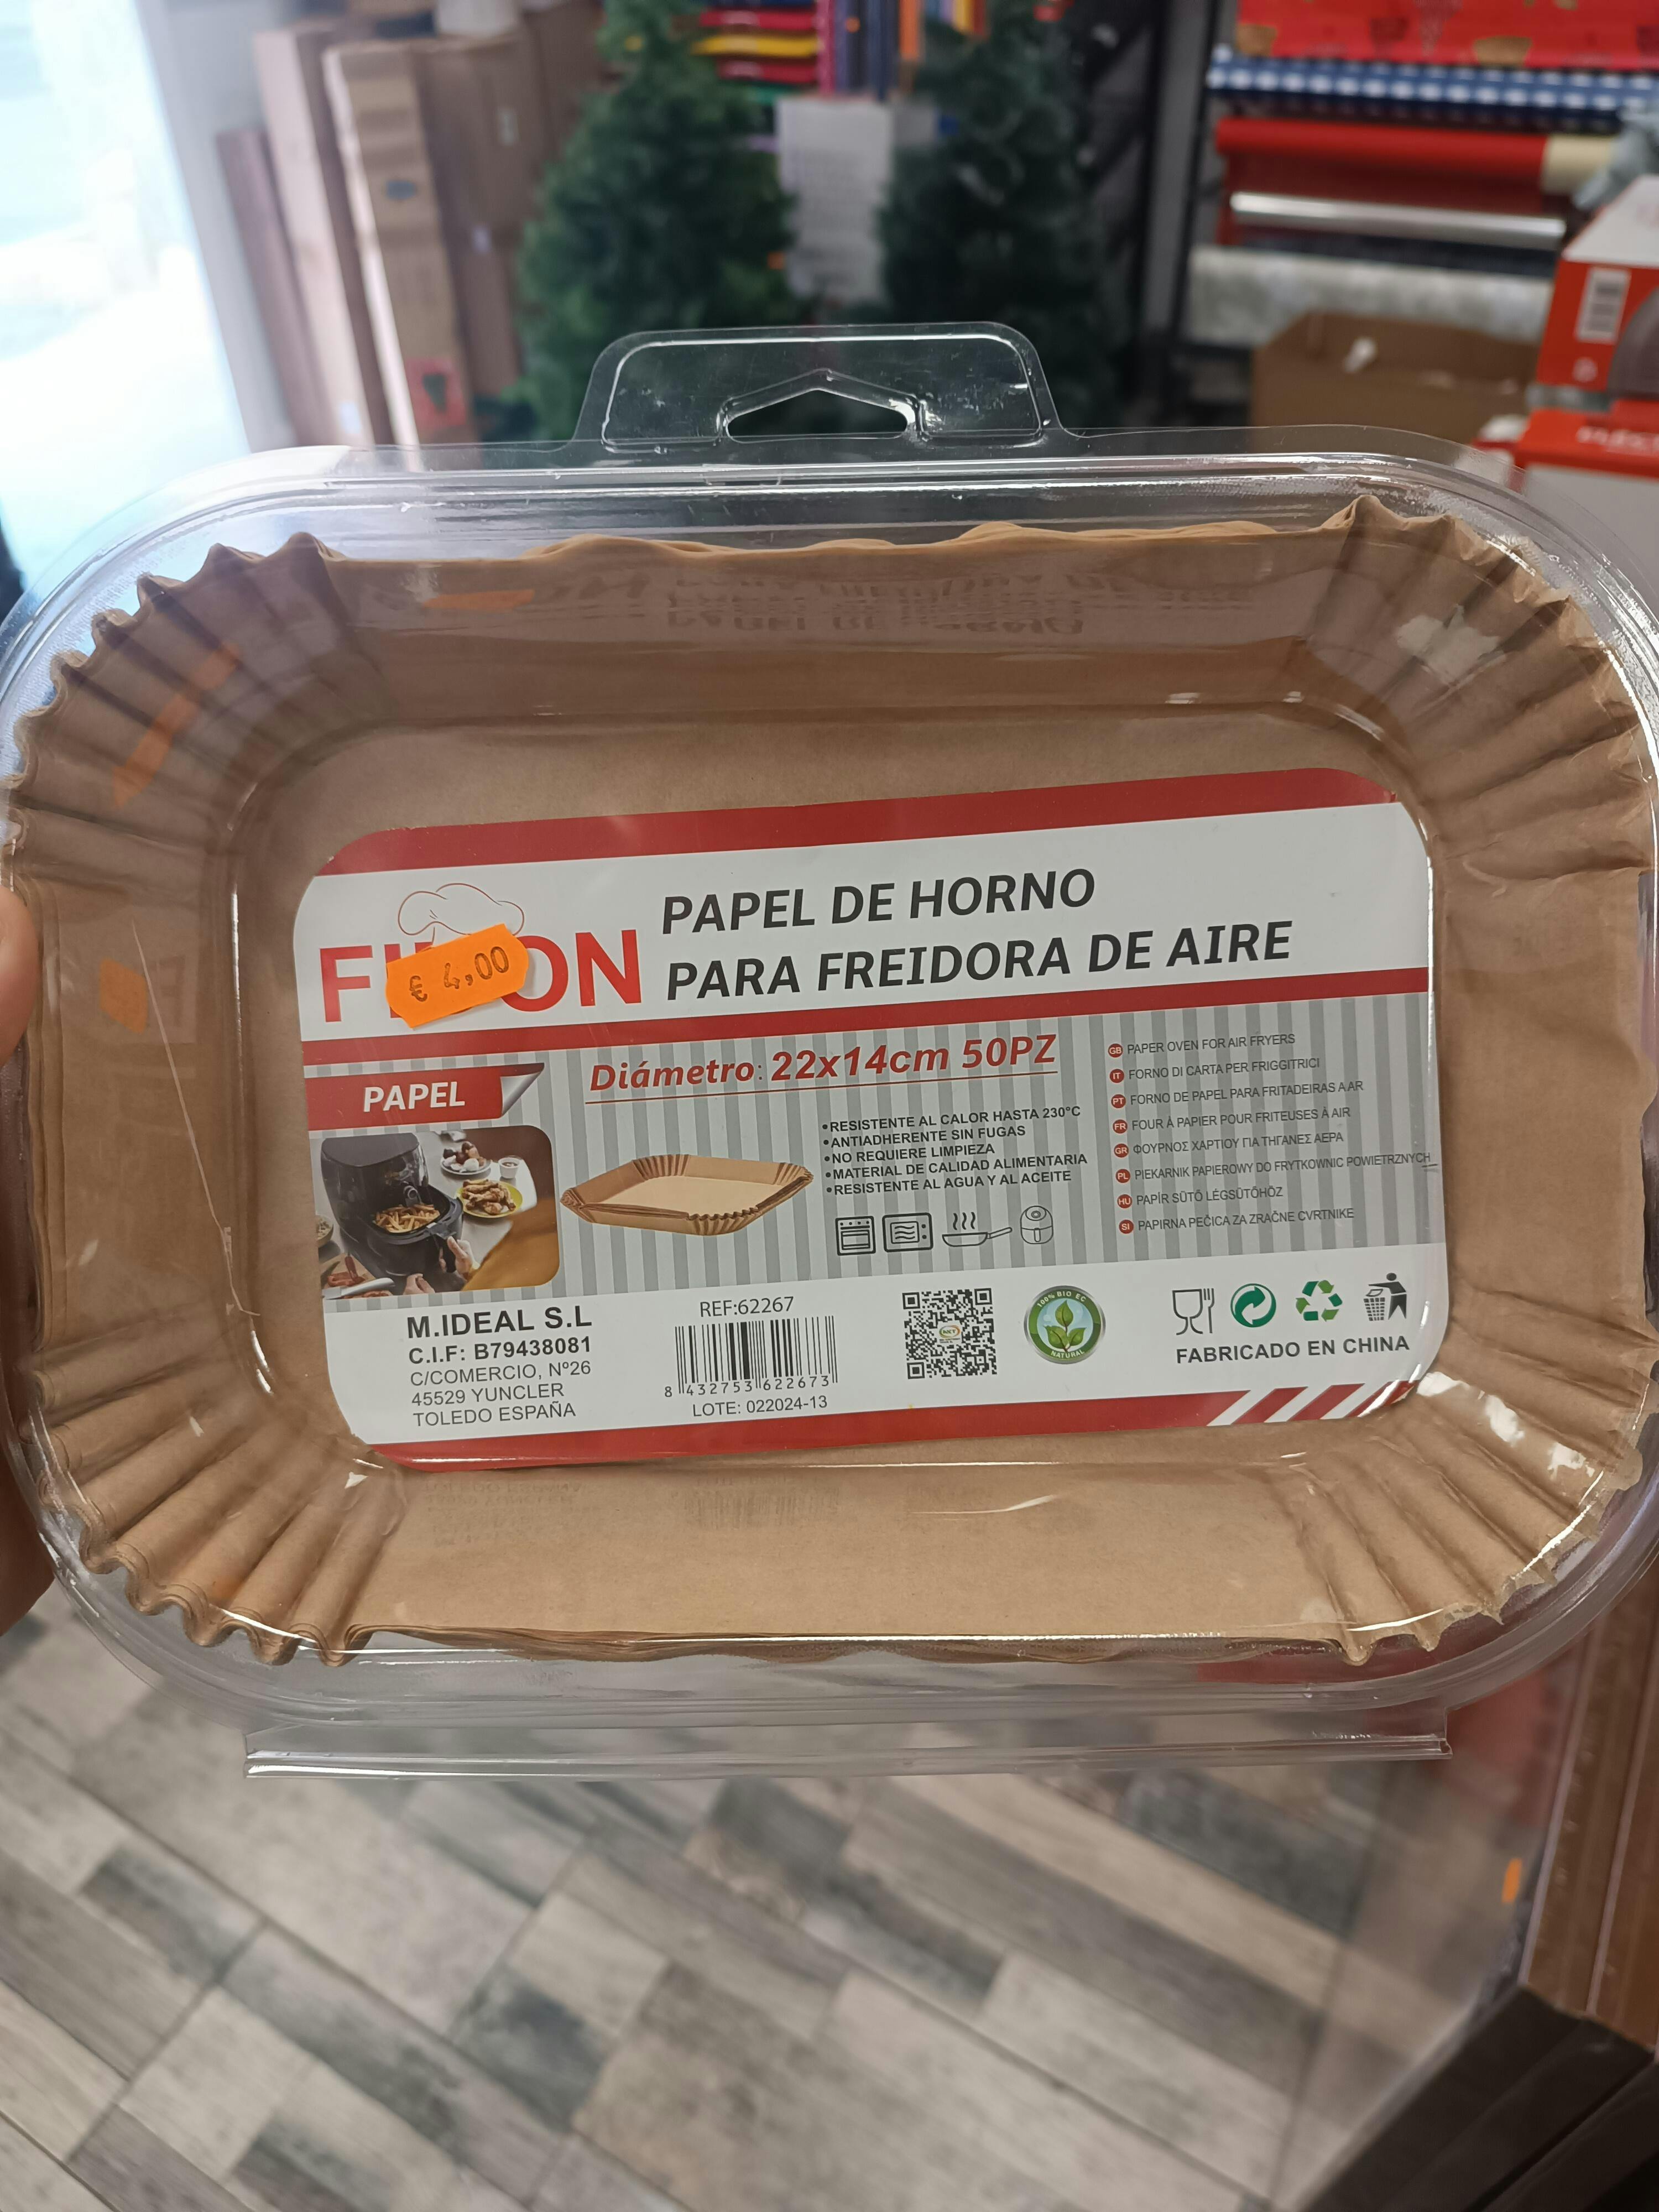 PAPEL DE HORNO
PARA FREIDORA DE AIRE
€ 4,00
Diámetro: 22x14cm 50PZ
PAPEL
•RESISTENTE AL CALOR HASTA 230°C
•ANTIADHERENTE SIN FUGAS
•NO REQUIERE LIMPIEZA
•MATERIAL DE CALIDAD ALIMENTARIA
•RESISTENTE AL AGUA Y AL ACEITE
GB PAPER OVEN FOR AIR FRYERS
IT FORNO DI CARTA PER FRIGGITRICI
PT FORNO DE PAPEL PARA FRITADEIRAS A AR
FR FOUR À PAPIER POUR FRITEUSES À AIR
GR ΦΟΥΡΝΟΣ ΧΑΡΤΙΟΥ ΓΙΑ ΤΗΓΑΝΕΣ ΑΕΡΑ
PL PIEKARNIK PAPIEROWY DO FRYTKOWNIC POWIETRZNYCH
HU PAPÍR SÜTŐ LÉGSÜTŐHÖZ
SI PAPIRNA PEČICA ZA ZRAČNE CVRTNIKE
M.IDEAL S.L
C.I.F: B79438081
C/COMERCIO, Nº26
45529 YUNCLER
TOLEDO ESPAÑA
REF:62267
8 432753 622673
LOTE: 022024-13
100% BIO EC
NATURAL
FABRICADO EN CHINA